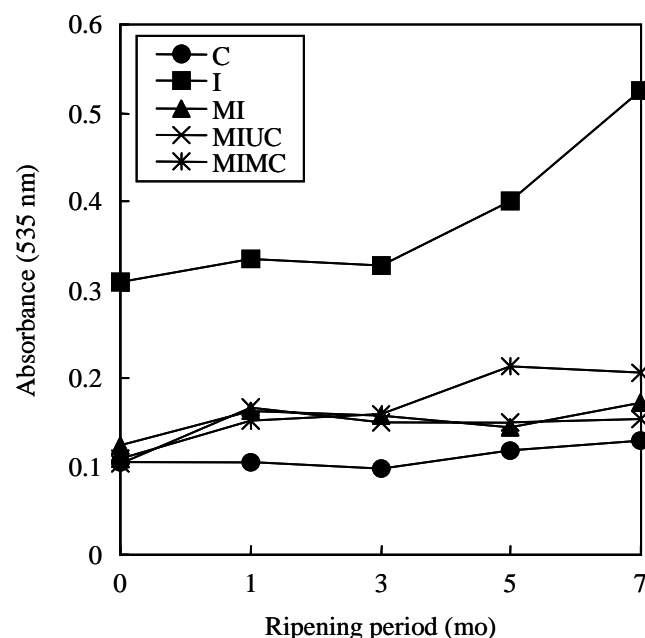 0.6
0.5
0.4
0.3
0.2
0.1
0
Absorbance (535 nm)
C
I
MI
MIUC
MIMC
0 1 3 5 7
Ripening period (mo)